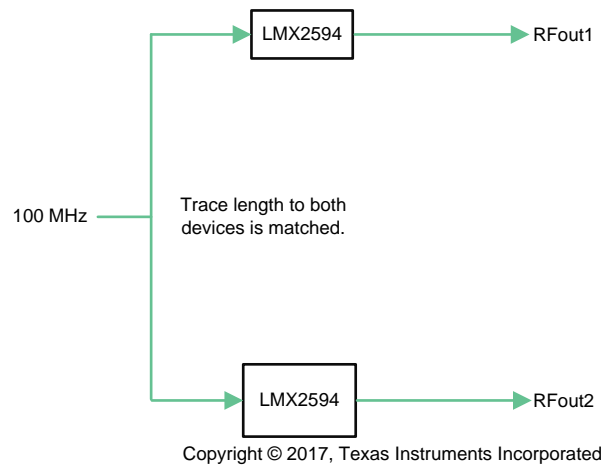 LMX2594
RFout1
100 MHz
Trace length to both
devices is matched.
LMX2594
RFout2
Copyright © 2017, Texas Instruments Incorporated